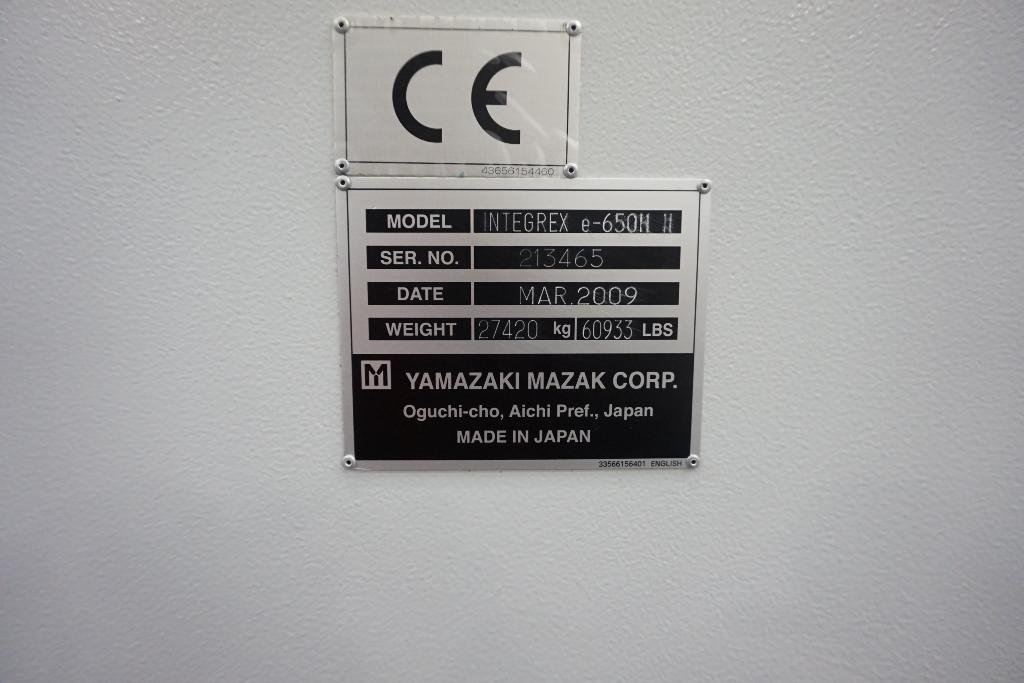 CE
43656154460
MODEL INTEGREX e-650H II
SER. NO. 213465
DATE MAR.2009
WEIGHT 27420 kg 60933 LBS
M YAMAZAKI MAZAK CORP.
Oguchi-cho, Aichi Pref., Japan
MADE IN JAPAN
33566156401 ENGLISH